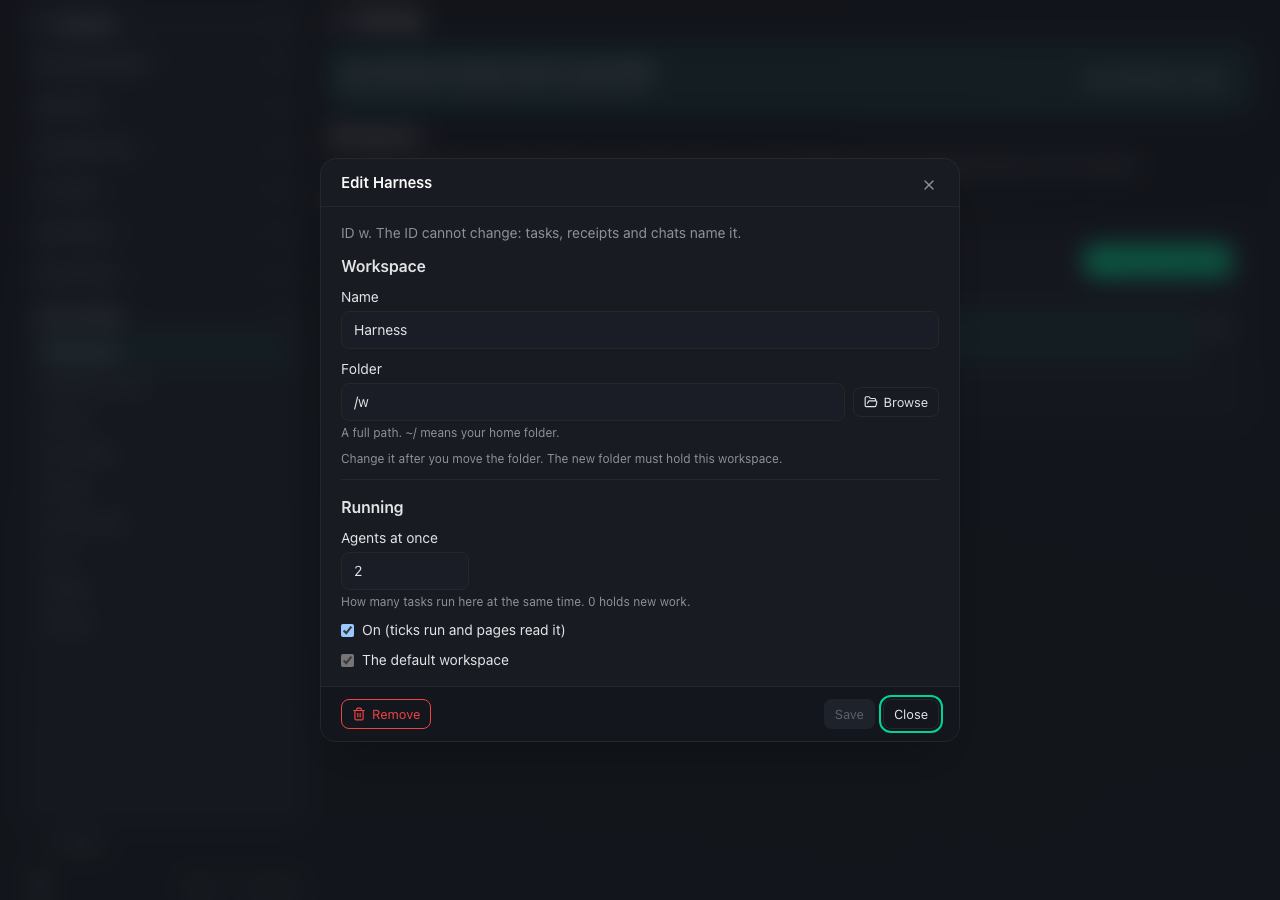 Edit Harness
ID w. The ID cannot change: tasks, receipts and chats name it.
Workspace
Name
Harness
Folder
/w
Browse
A full path. ~/ means your home folder.
Change it after you move the folder. The new folder must hold this workspace.
Running
Agents at once
2
How many tasks run here at the same time. 0 holds new work.
On (ticks run and pages read it)
The default workspace
Remove
Save
Close